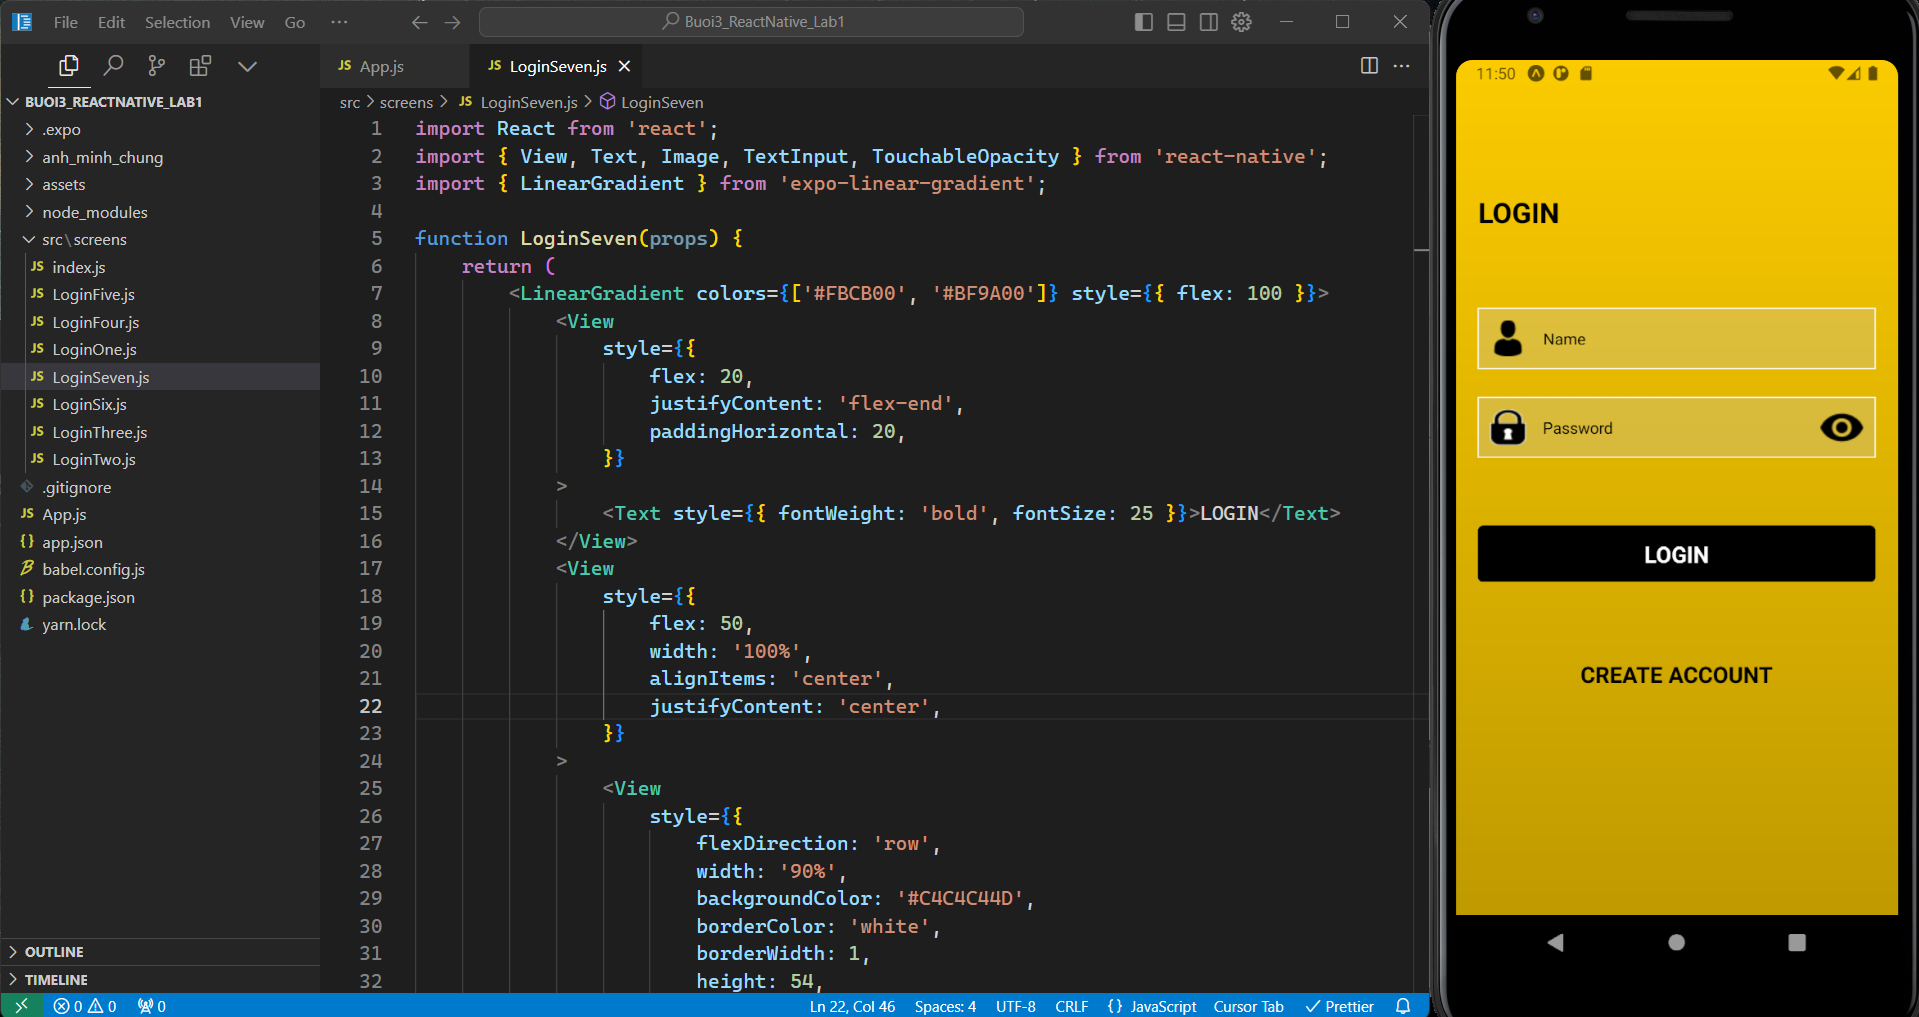 File Edit Selection View Go ··· Buoi3_ReactNative_Lab1
BUOI3_REACTNATIVE_LAB1
.expo
anh_minh_chung
assets
node_modules
src\screens
JS index.js
JS LoginFive.js
JS LoginFour.js
JS LoginOne.js
JS LoginSeven.js
JS LoginSix.js
JS LoginThree.js
JS LoginTwo.js
.gitignore
JS App.js
{} app.json
babel.config.js
{} package.json
yarn.lock
OUTLINE
TIMELINE
JS App.js JS LoginSeven.js
src > screens > JS LoginSeven.js > LoginSeven
1 import React from 'react';
2 import { View, Text, Image, TextInput, TouchableOpacity } from 'react-native';
3 import { LinearGradient } from 'expo-linear-gradient';
4
5 function LoginSeven(props) {
6 return (
7 <LinearGradient colors={['#FBCB00', '#BF9A00']} style={{ flex: 100 }}>
8 <View
9 style={{
10 flex: 20,
11 justifyContent: 'flex-end',
12 paddingHorizontal: 20,
13 }}
14 >
15 <Text style={{ fontWeight: 'bold', fontSize: 25 }}>LOGIN</Text>
16 </View>
17 <View
18 style={{
19 flex: 50,
20 width: '100%',
21 alignItems: 'center',
22 justifyContent: 'center',
23 }}
24 >
25 <View
26 style={{
27 flexDirection: 'row',
28 width: '90%',
29 backgroundColor: '#C4C4C44D',
30 borderColor: 'white',
31 borderWidth: 1,
32 height: 54,
0 0 0 Ln 22, Col 46 Spaces: 4 UTF-8 CRLF {} JavaScript Cursor Tab Prettier
11:50
LOGIN
Name
Password
LOGIN
CREATE ACCOUNT